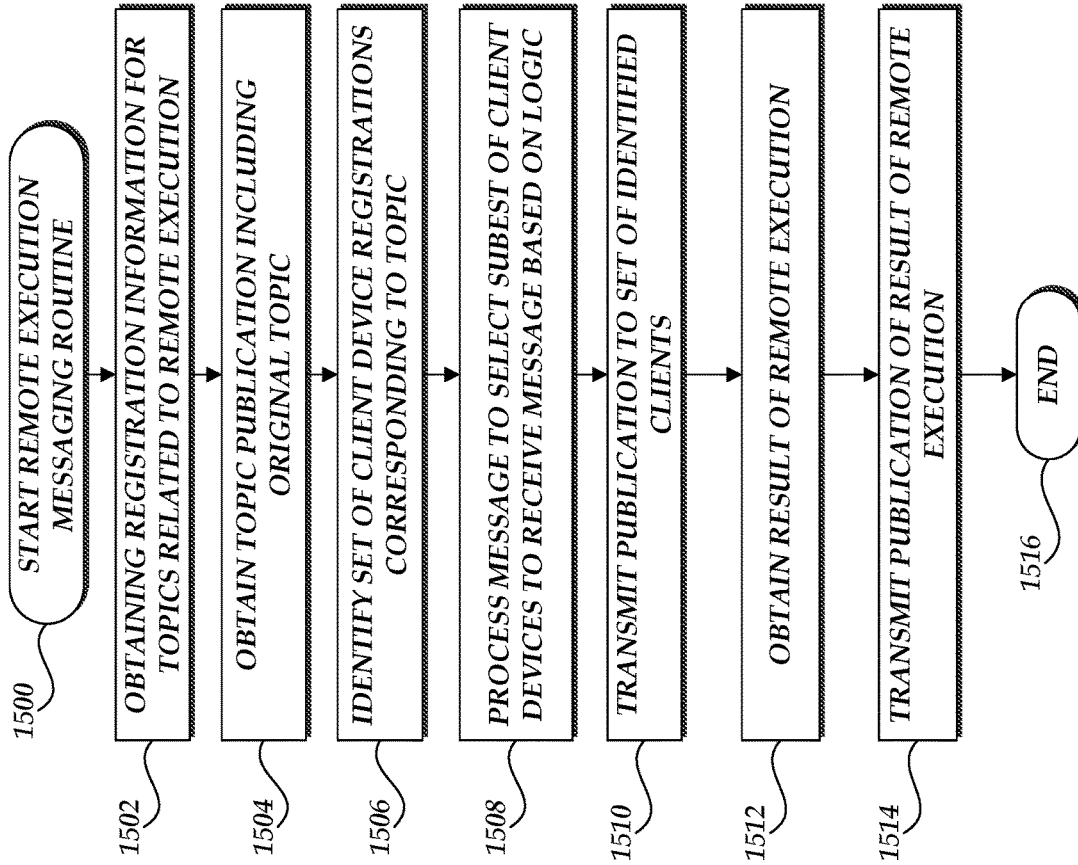 START REMOTE EXECUTION
MESSAGING ROUTINE
1500
OBTAINING REGISTRATION INFORMATION FOR
TOPICS RELATED TO REMOTE EXECUTION
1502
OBTAIN TOPIC PUBLICATION INCLUDING
ORIGINAL TOPIC
1504
IDENTIFY SET OF CLIENT DEVICE REGISTRATIONS
CORRESPONDING TO TOPIC
1506
PROCESS MESSAGE TO SELECT SUBEST OF CLIENT
DEVICES TO RECEIVE MESSAGE BASED ON LOGIC
1508
TRANSMIT PUBLICATION TO SET OF IDENTIFIED
CLIENTS
1510
OBTAIN RESULT OF REMOTE EXECUTION
1512
TRANSMIT PUBLICATION OF RESULT OF REMOTE
EXECUTION
1514
END
1516